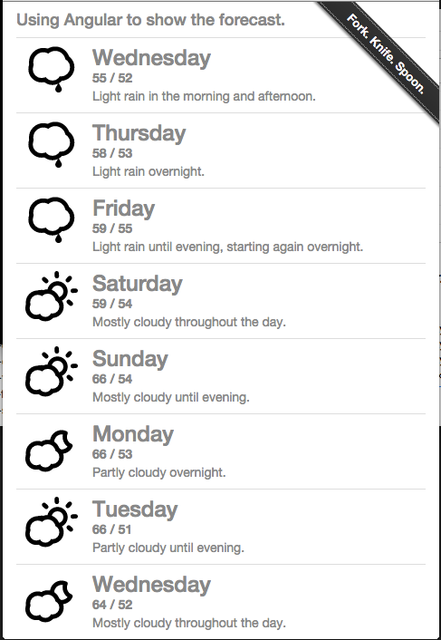 Using Angular to show the forecast.
Fork. Knife. Spoon.
Wednesday
55 / 52
Light rain in the morning and afternoon.
Thursday
58 / 53
Light rain overnight.
Friday
59 / 55
Light rain until evening, starting again overnight.
Saturday
59 / 54
Mostly cloudy throughout the day.
Sunday
66 / 54
Mostly cloudy until evening.
Monday
66 / 53
Partly cloudy overnight.
Tuesday
66 / 51
Partly cloudy until evening.
Wednesday
64 / 52
Mostly cloudy throughout the day.